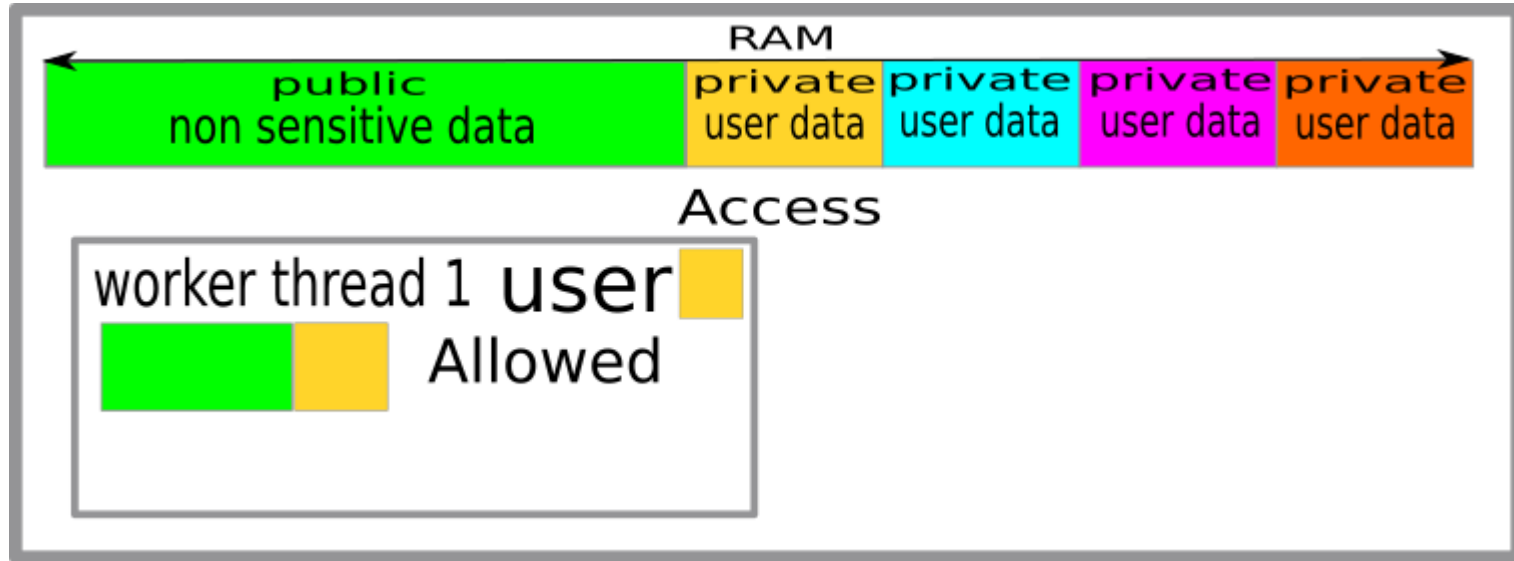 RAM
public private private private private
non sensitive data user data user data user data user data
Access
worker thread 1 user
Allowed